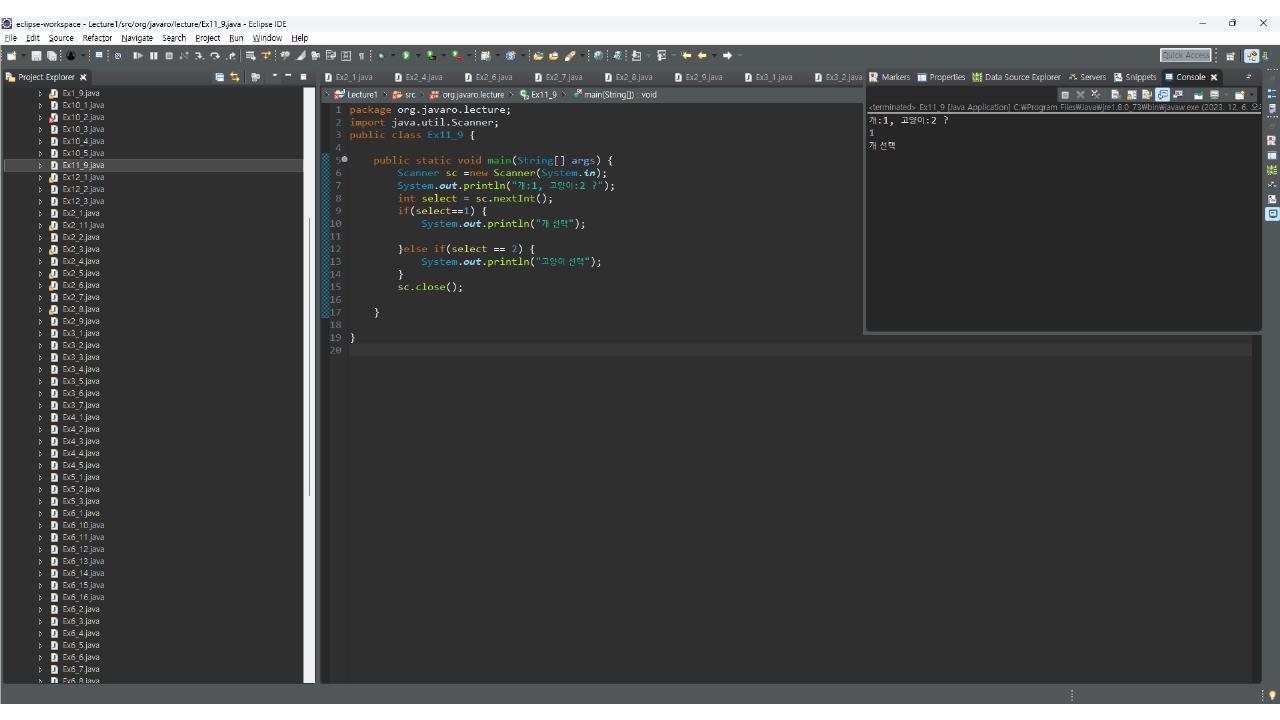 eclipse-workspace - Lecture1/src/org/javaro/lecture/Ex11_9.java - Eclipse IDE
File Edit Source Refactor Navigate Search Project Run Window Help
Quick Access
Project Explorer
Ex1_9.java
Ex10_1.java
Ex10_2.java
Ex10_3.java
Ex10_4.java
Ex10_5.java
Ex11_9.java
Ex12_1.java
Ex12_2.java
Ex12_3.java
Ex2_1.java
Ex2_11.java
Ex2_2.java
Ex2_3.java
Ex2_4.java
Ex2_5.java
Ex2_6.java
Ex2_7.java
Ex2_8.java
Ex2_9.java
Ex3_1.java
Ex3_2.java
Ex3_3.java
Ex3_4.java
Ex3_5.java
Ex3_6.java
Ex3_7.java
Ex4_1.java
Ex4_2.java
Ex4_3.java
Ex4_4.java
Ex4_5.java
Ex5_1.java
Ex5_2.java
Ex5_3.java
Ex6_1.java
Ex6_10.java
Ex6_11.java
Ex6_12.java
Ex6_13.java
Ex6_14.java
Ex6_15.java
Ex6_16.java
Ex6_2.java
Ex6_3.java
Ex6_4.java
Ex6_5.java
Ex6_6.java
Ex6_7.java
Ex6_8.java
Ex2_1.java Ex2_4.java Ex2_6.java Ex2_7.java Ex2_8.java Ex2_9.java Ex3_1.java Ex3_2.java
Lecture1 src org.javaro.lecture Ex11_9 main(String[]) : void
1 package org.javaro.lecture;
2 import java.util.Scanner;
3 public class Ex11_9 {
4
5 public static void main(String[] args) {
6 Scanner sc =new Scanner(System.in);
7 System.out.println("개:1, 고양이:2 ?");
8 int select = sc.nextInt();
9 if(select==1) {
10 System.out.println("개 선택");
11
12 }else if(select == 2) {
13 System.out.println("고양이 선택");
14 }
15 sc.close();
16
17 }
18
19 }
20
Markers Properties Data Source Explorer Servers Snippets Console
<terminated> Ex11_9 [Java Application] C:₩Program Files₩Java₩jre1.8.0_73₩bin₩javaw.exe (2023. 12. 6.
개:1, 고양이:2 ?
1
개 선택